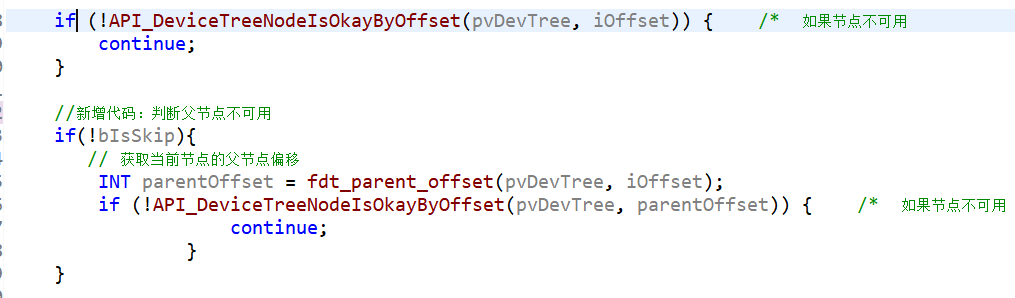 if (!API_DeviceTreeNodeIsOkayByOffset(pvDevTree, iOffset)) {    /*  如果节点不可用
continue;
}
//新增代码：判断父节点不可用
if(!bIsSkip){
// 获取当前节点的父节点偏移
INT parentOffset = fdt_parent_offset(pvDevTree, iOffset);
if (!API_DeviceTreeNodeIsOkayByOffset(pvDevTree, parentOffset)) {    /*  如果节点不可用
continue;
}
}